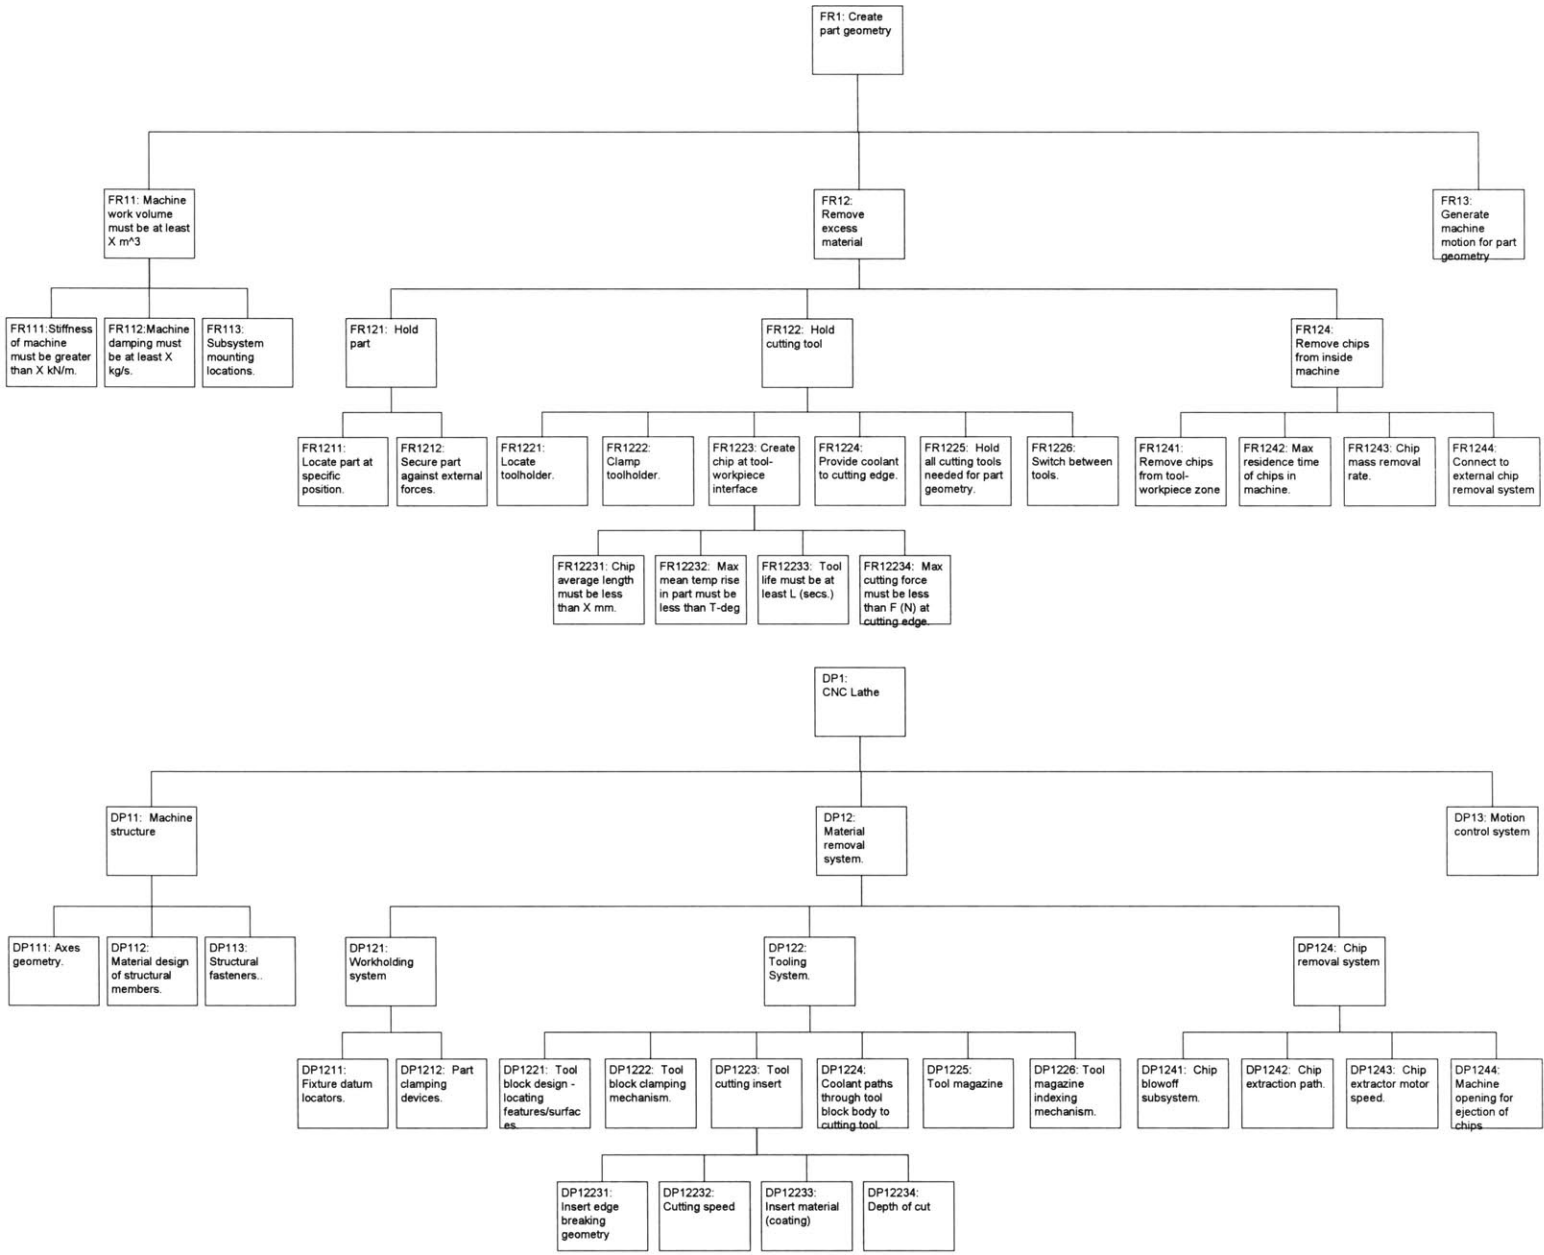 FR1: Create
part geometry
FR11: Machine
work volume
must be at least
X m^3
FR12:
Remove
excess
material
FR13:
Generate
machine
motion for part
geometry
FR111:Stiffness
of machine
must be greater
than X kN/m.
FR112:Machine
damping must
be at least X
kg/s.
FR113:
Subsystem
mounting
locations.
FR121: Hold
part
FR122: Hold
cutting tool
FR124:
Remove chips
from inside
machine
FR1211:
Locate part at
specific
position.
FR1212:
Secure part
against external
forces.
FR1221:
Locate
toolholder.
FR1222:
Clamp
toolholder.
FR1223: Create
chip at tool-
workpiece
interface
FR1224:
Provide coolant
to cutting edge.
FR1225: Hold
all cutting tools
needed for part
geometry.
FR1226:
Switch between
tools.
FR1241:
Remove chips
from tool-
workpiece zone
FR1242: Max
residence time
of chips in
machine.
FR1243: Chip
mass removal
rate.
FR1244:
Connect to
external chip
removal system
FR12231: Chip
average length
must be less
than X mm.
FR12232: Max
mean temp rise
in part must be
less than T-deg
FR12233: Tool
life must be at
least L (secs.)
FR12234: Max
cutting force
must be less
than F (N) at
cutting edge.
DP1:
CNC Lathe
DP11: Machine
structure
DP12:
Material
removal
system.
DP13: Motion
control system
DP111: Axes
geometry.
DP112:
Material design
of structural
members.
DP113:
Structural
fasteners..
DP121:
Workholding
system
DP122:
Tooling
System.
DP124: Chip
removal system
DP1211:
Fixture datum
locators.
DP1212: Part
clamping
devices.
DP1221: Tool
block design -
locating
features/surfac
es.
DP1222: Tool
block clamping
mechanism.
DP1223: Tool
cutting insert
DP1224:
Coolant paths
through tool
block body to
cutting tool.
DP1225:
Tool magazine
DP1226: Tool
magazine
indexing
mechanism.
DP1241: Chip
blowoff
subsystem.
DP1242: Chip
extraction path.
DP1243: Chip
extractor motor
speed.
DP1244:
Machine
opening for
ejection of
chips
DP12231:
Insert edge
breaking
geometry
DP12232:
Cutting speed
DP12233:
Insert material
(coating)
DP12234:
Depth of cut